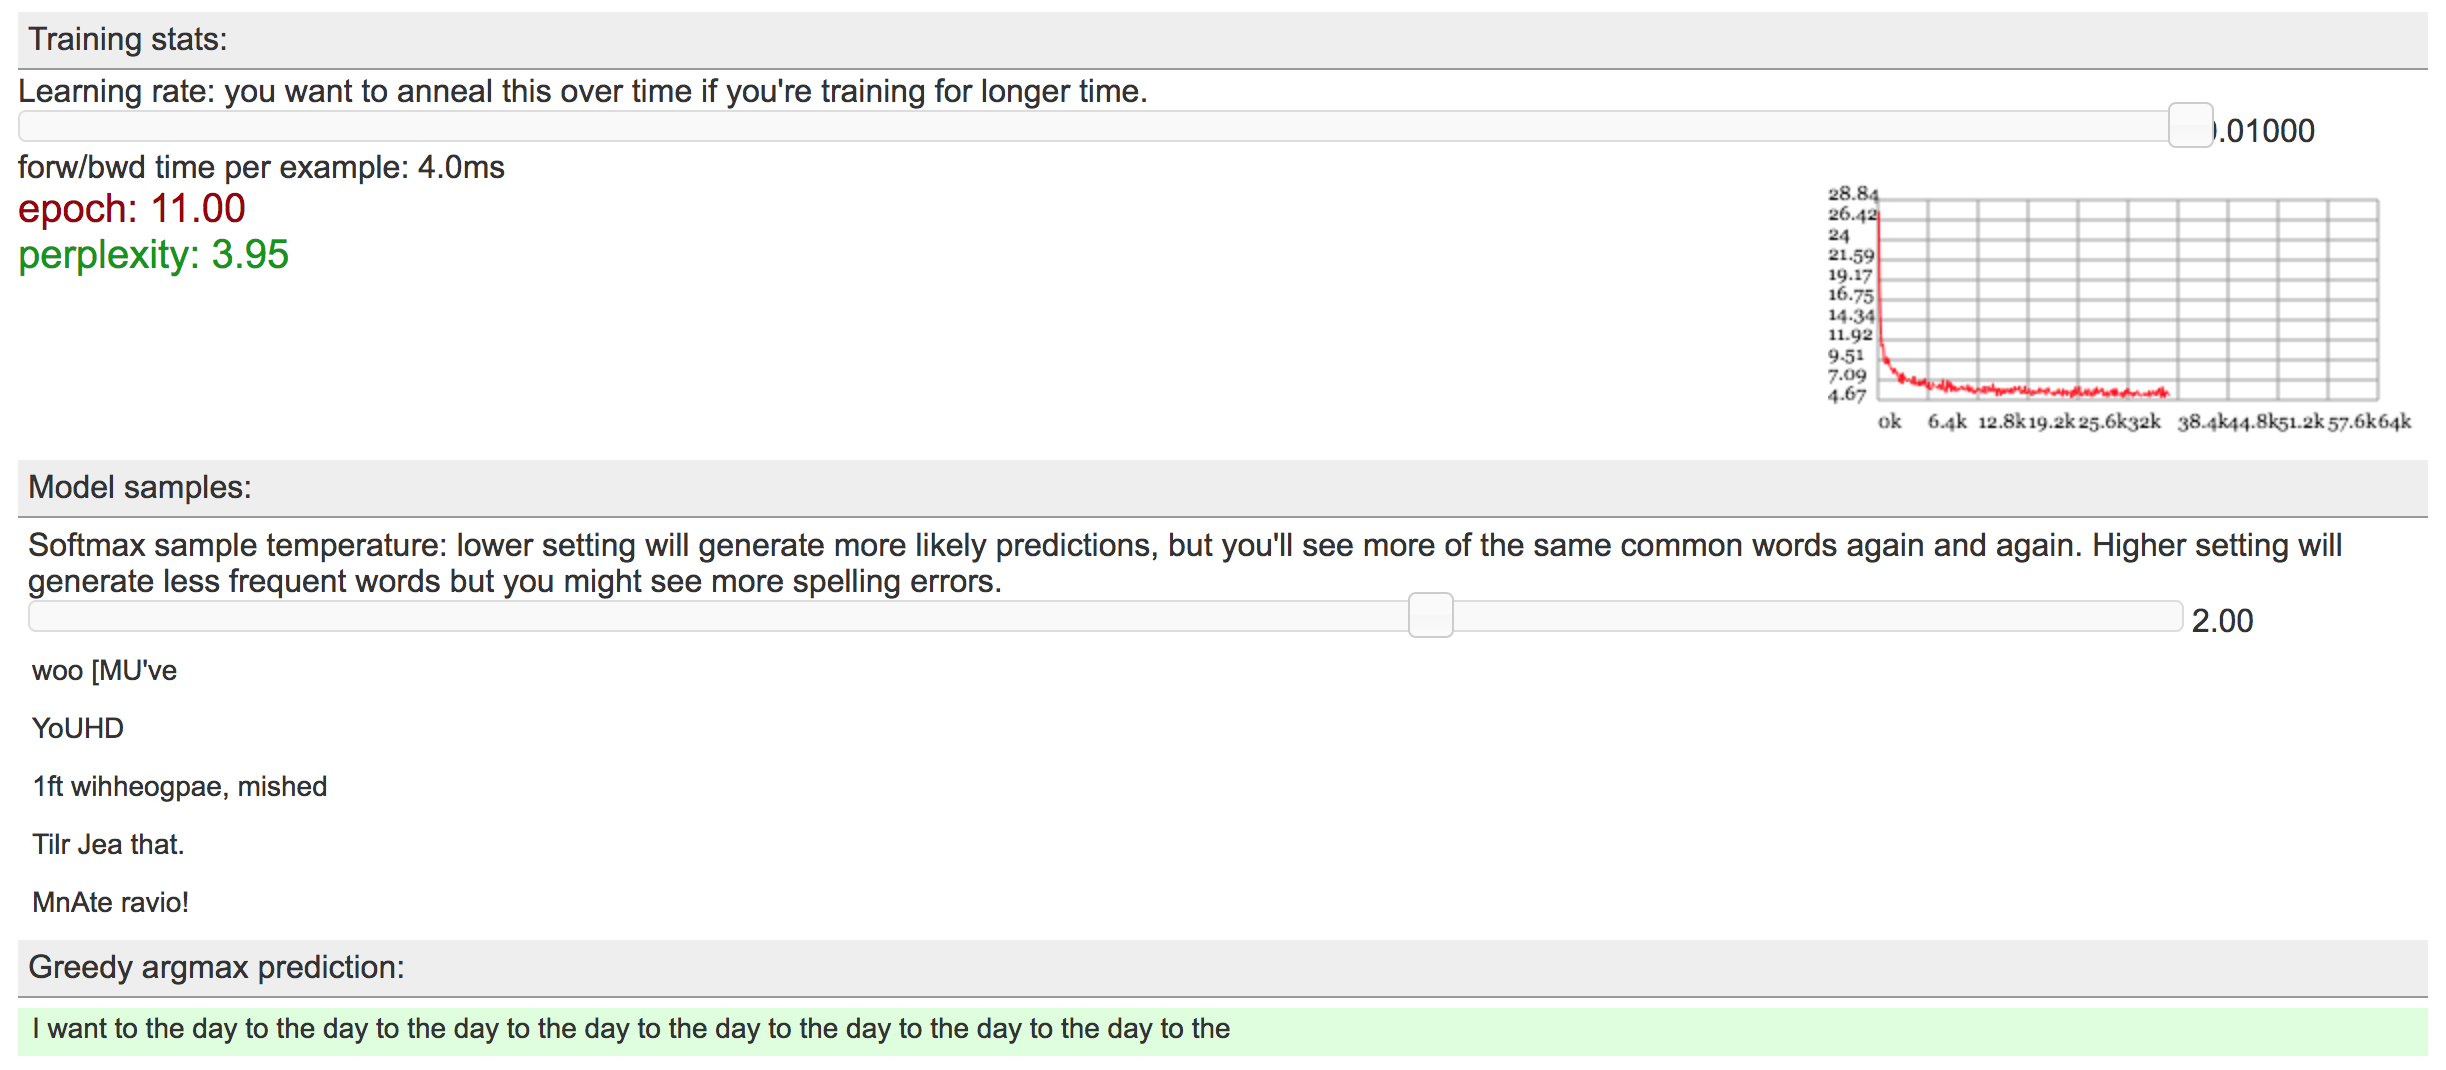 Training stats:
Learning rate: you want to anneal this over time if you're training for longer time.
.01000
forw/bwd time per example: 4.0ms
epoch: 11.00
perplexity: 3.95
28.84
26.42
24
21.59
19.17
16.75
14.34
11.92
9.51
7.09
4.67
0k 6.4k 12.8k 19.2k 25.6k 32k 38.4k 44.8k 51.2k 57.6k 64k
Model samples:
Softmax sample temperature: lower setting will generate more likely predictions, but you'll see more of the same common words again and again. Higher setting will
generate less frequent words but you might see more spelling errors.
2.00
woo [MU've
YoUHD
1ft wihheogpae, mished
Tilr Jea that.
MnAte ravio!
Greedy argmax prediction:
I want to the day to the day to the day to the day to the day to the day to the day to the day to the